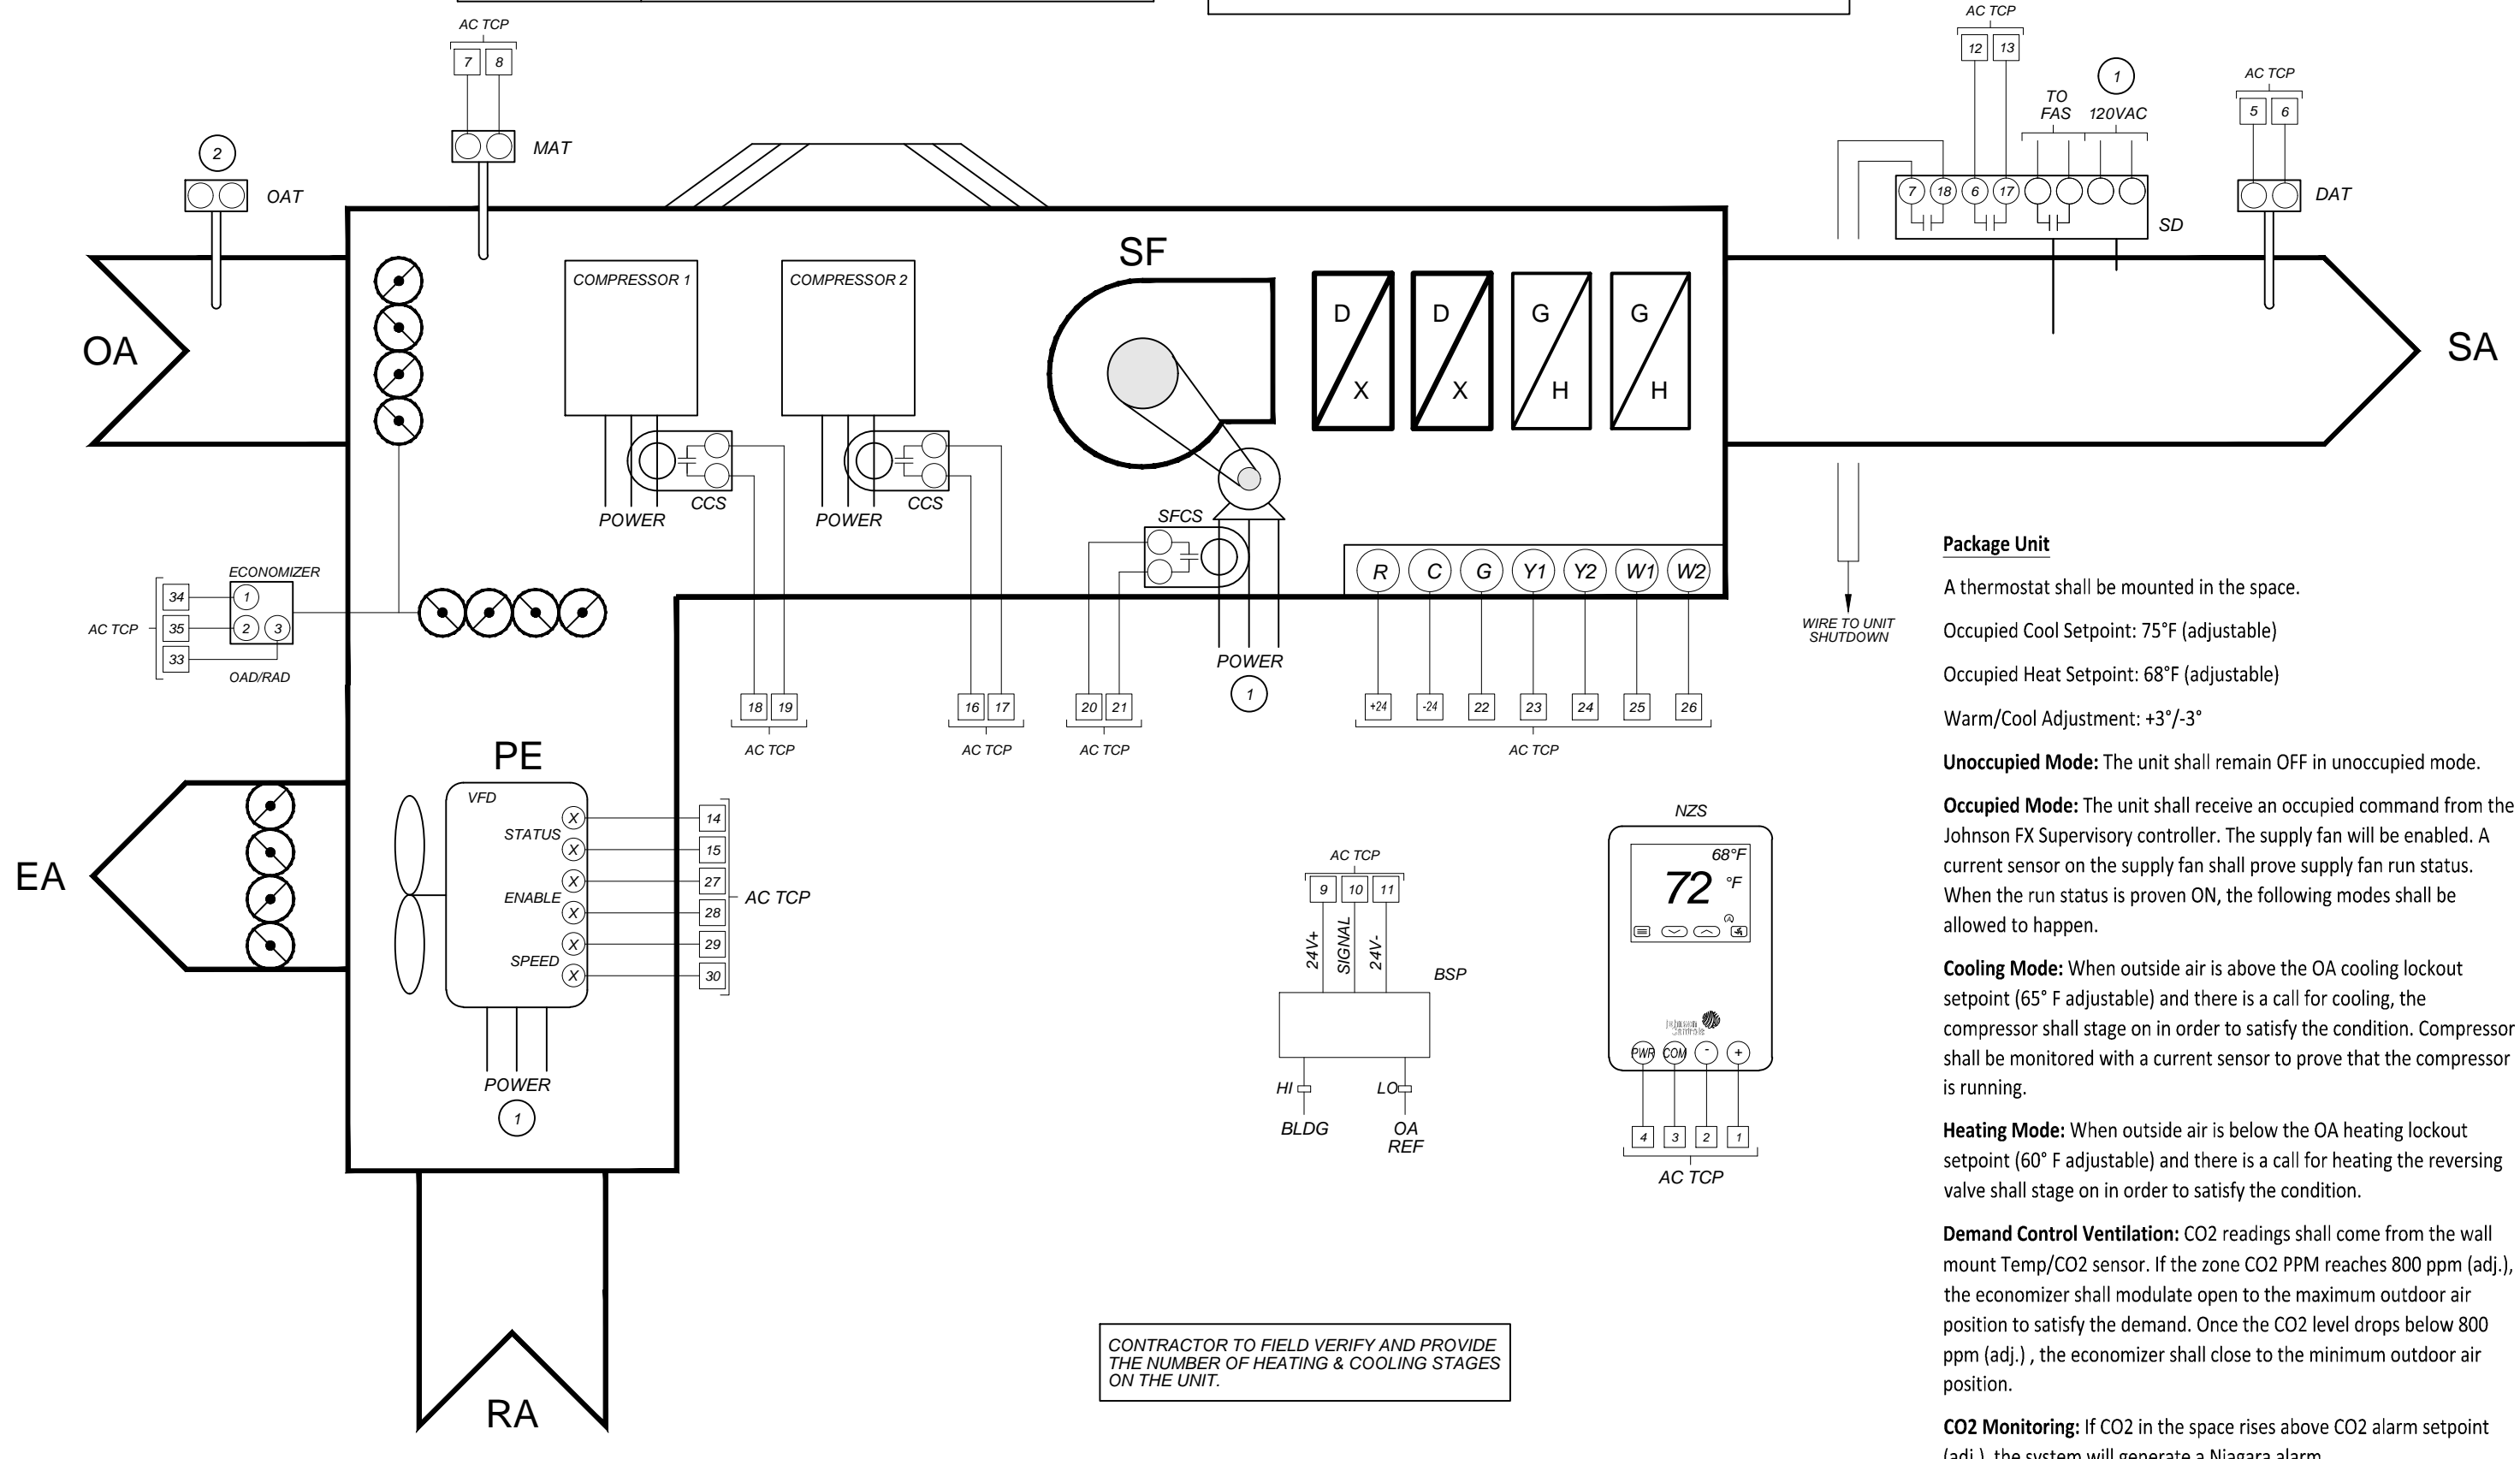 AC TCP
7 8
MAT
2
OAT
AC TCP
12 13
1
TO
FAS
120VAC
7 18 6 17
SD
AC TCP
5 6
DAT
OA
COMPRESSOR 1
COMPRESSOR 2
SF
D
X
D
X
G
H
G
H
SA
CCS
POWER
CCS
POWER
SFCS
R C G Y1 Y2 W1 W2
POWER
1
WIRE TO UNIT
SHUTDOWN
ECONOMIZER
34 1
AC TCP 35 2 3
33
OAD/RAD
18 19
AC TCP
16 17
AC TCP
20 21
AC TCP
+24 -24 22 23 24 25 26
AC TCP
PE
VFD
STATUS
X 14
X 15
ENABLE
X 27
X 28
SPEED
X 29
X 30
AC TCP
POWER
1
EA
RA
AC TCP
9 10 11
24V+
SIGNAL
24V-
BSP
HI
LO
BLDG
OA
REF
NZS
68°F
72 °F
Johnson
Controls
PWR COM - +
4 3 2 1
AC TCP
CONTRACTOR TO FIELD VERIFY AND PROVIDE
THE NUMBER OF HEATING & COOLING STAGES
ON THE UNIT.
Package Unit
A thermostat shall be mounted in the space.
Occupied Cool Setpoint: 75°F (adjustable)
Occupied Heat Setpoint: 68°F (adjustable)
Warm/Cool Adjustment: +3°/-3°
Unoccupied Mode: The unit shall remain OFF in unoccupied mode.
Occupied Mode: The unit shall receive an occupied command from the
Johnson FX Supervisory controller. The supply fan will be enabled. A
current sensor on the supply fan shall prove supply fan run status.
When the run status is proven ON, the following modes shall be
allowed to happen.
Cooling Mode: When outside air is above the OA cooling lockout
setpoint (65° F adjustable) and there is a call for cooling, the
compressor shall stage on in order to satisfy the condition. Compressor
shall be monitored with a current sensor to prove that the compressor
is running.
Heating Mode: When outside air is below the OA heating lockout
setpoint (60° F adjustable) and there is a call for heating the reversing
valve shall stage on in order to satisfy the condition.
Demand Control Ventilation: CO2 readings shall come from the wall
mount Temp/CO2 sensor. If the zone CO2 PPM reaches 800 ppm (adj.),
the economizer shall modulate open to the maximum outdoor air
position to satisfy the demand. Once the CO2 level drops below 800
ppm (adj.) , the economizer shall close to the minimum outdoor air
position.
CO2 Monitoring: If CO2 in the space rises above CO2 alarm setpoint
(adj.), the system will generate a Niagara alarm